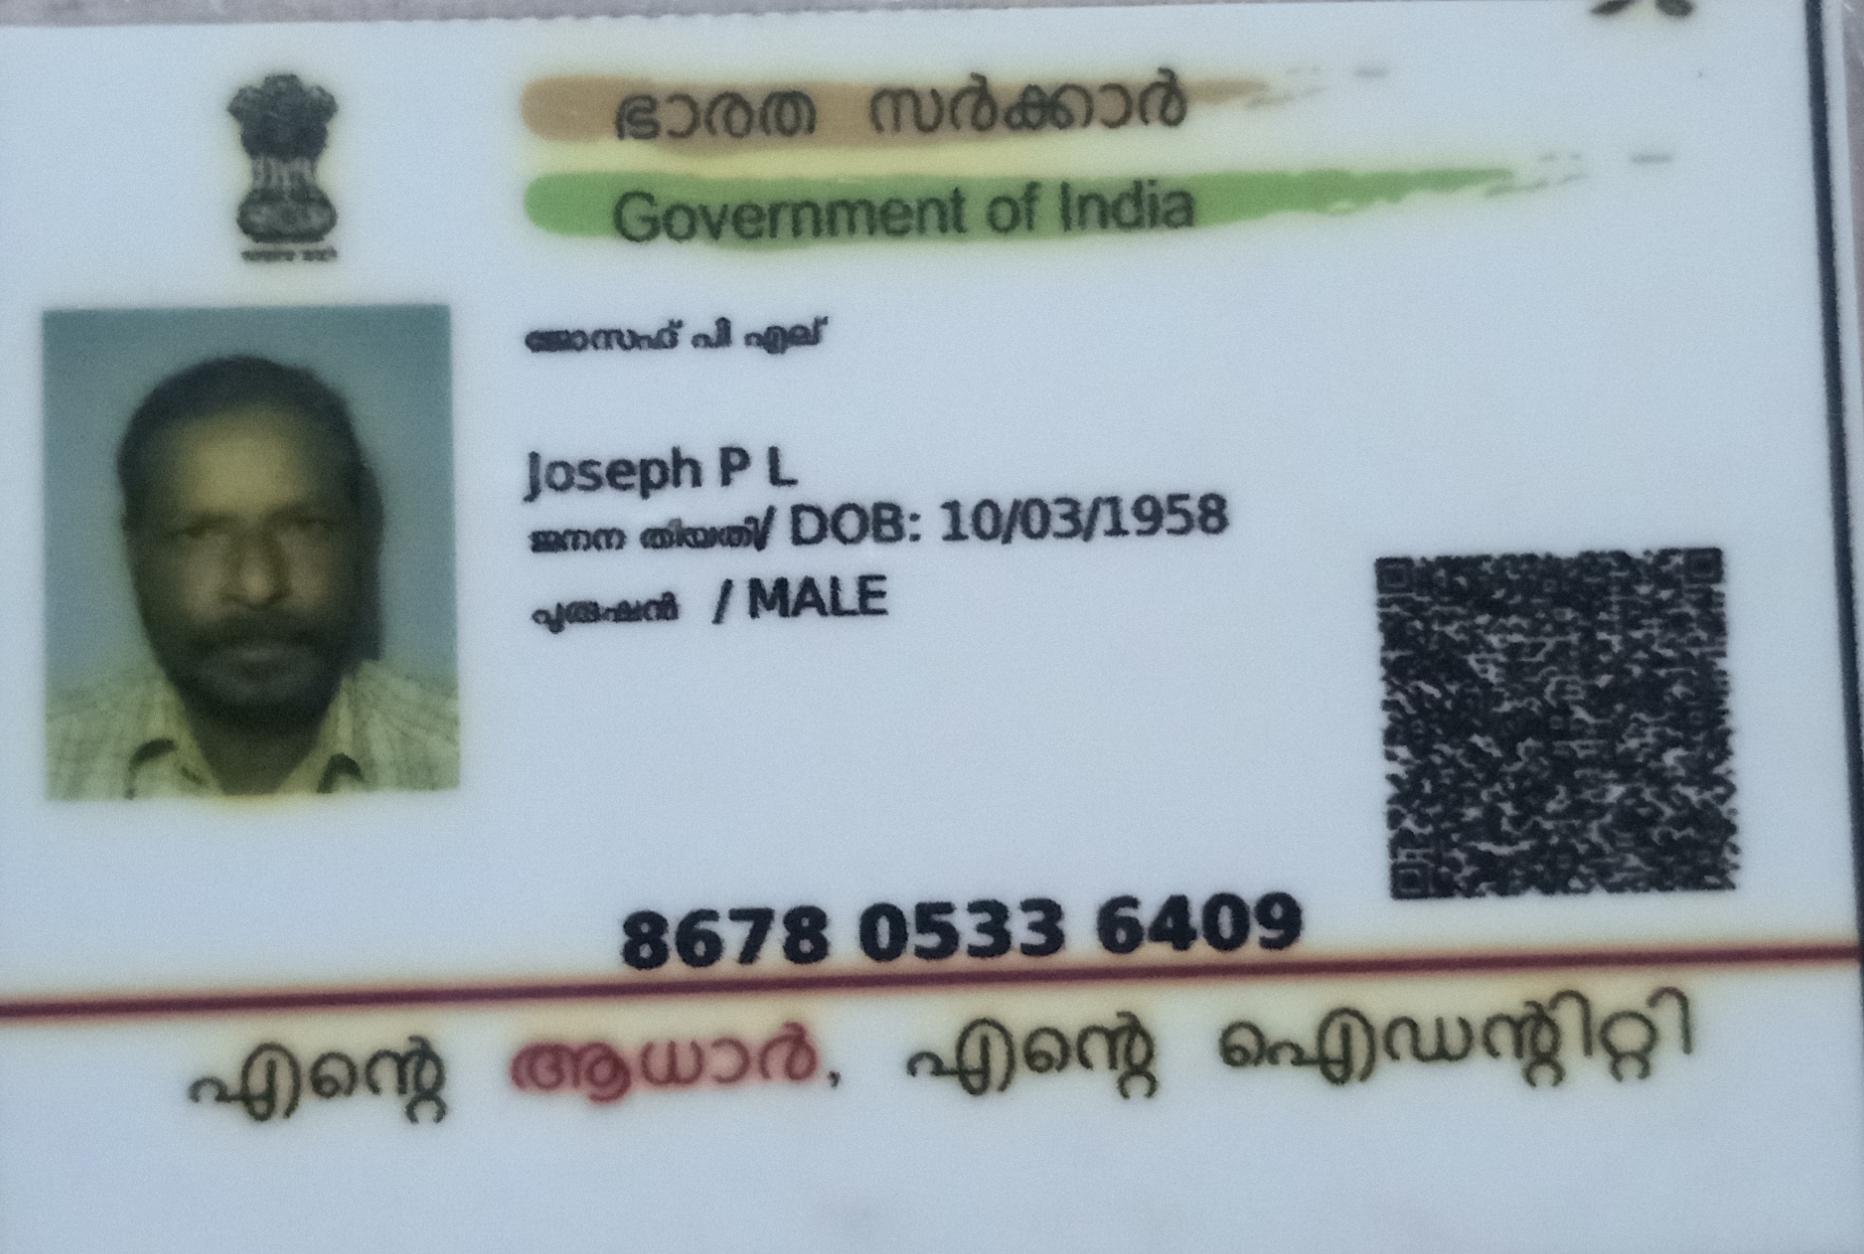 ഭാരത സർക്കാർ
Government of India
ജോസഫ് പി എല്
Joseph P L
ജനന തിയതി/ DOB: 10/03/1958
പുരുഷൻ / MALE
8678 0533 6409
എന്റെ ആധാർ, എന്റെ ഐഡന്റിറ്റി